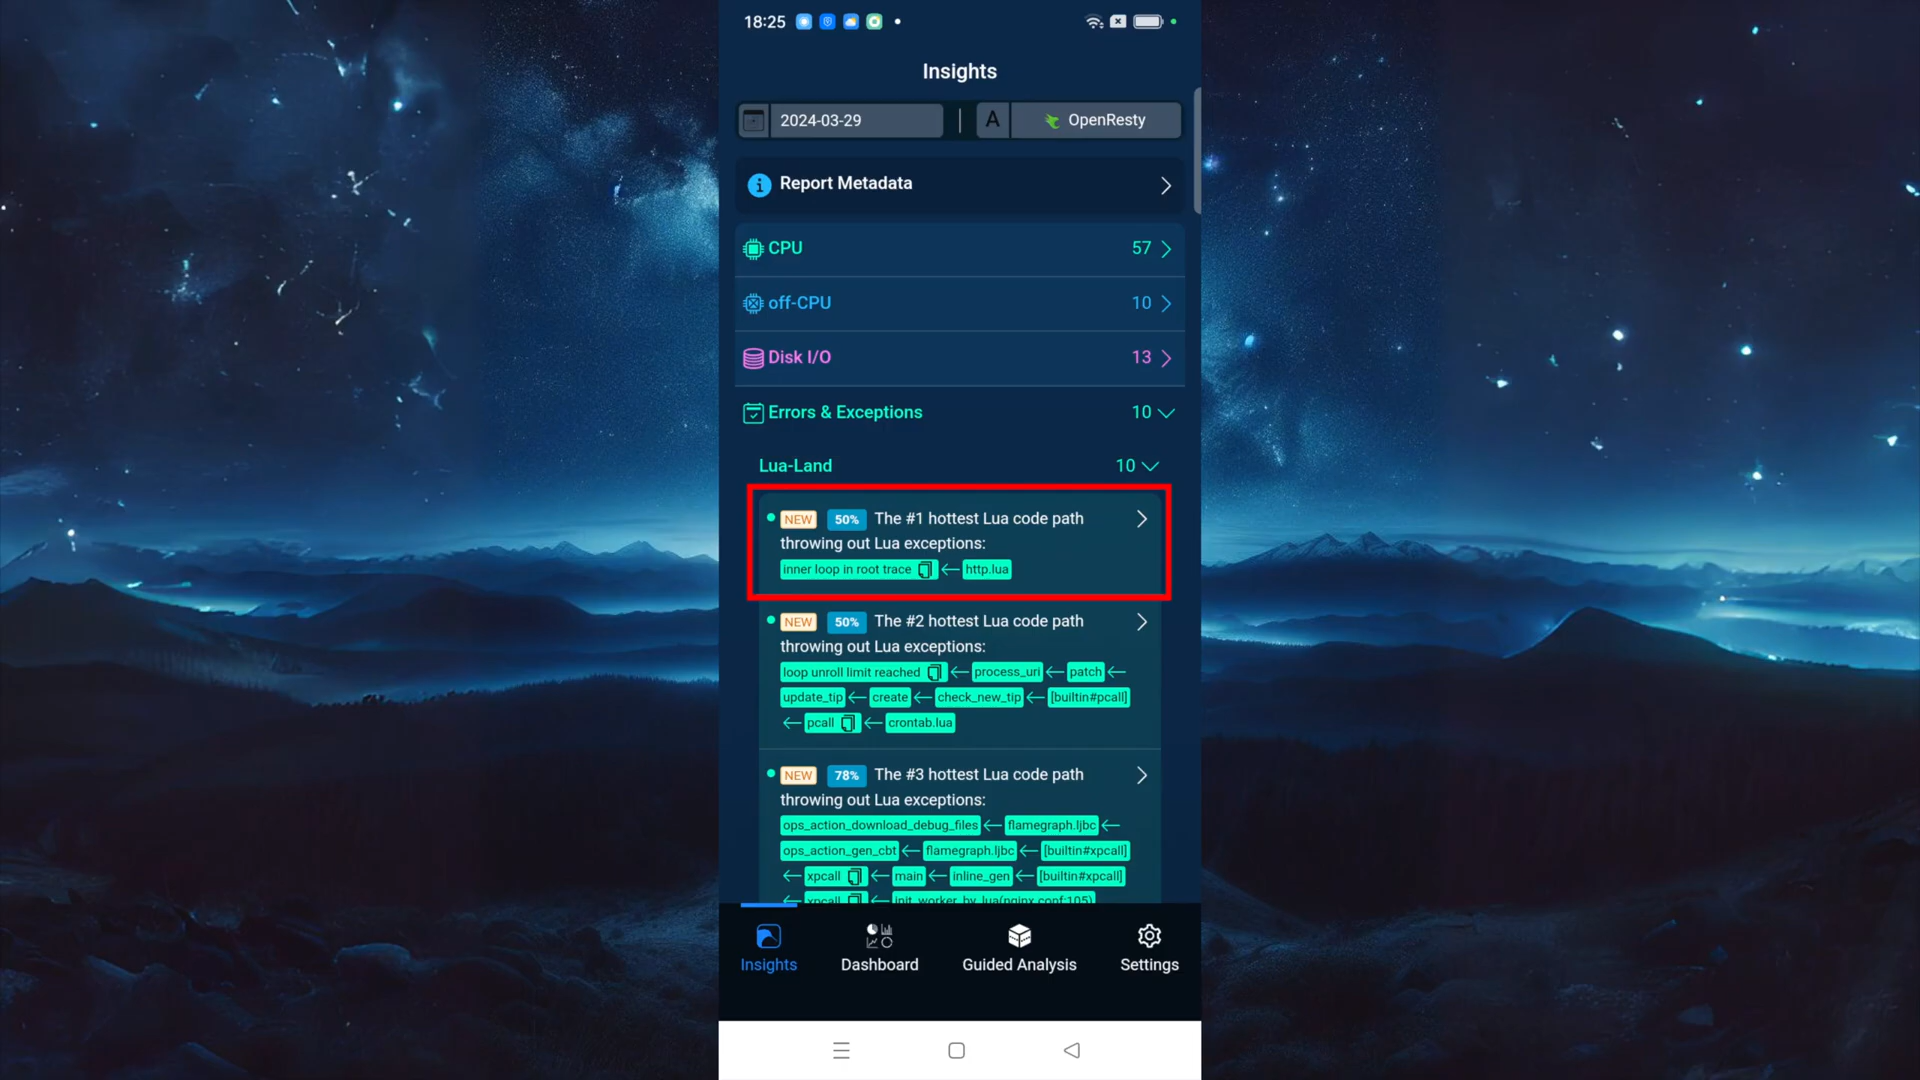 18:25
Insights
2024-03-29 | A OpenResty
Report Metadata
CPU 57
off-CPU 10
Disk I/O 13
Errors & Exceptions 10
Lua-Land 10
NEW 50% The #1 hottest Lua code path
throwing out Lua exceptions:
inner loop in root trace ← http.lua
NEW 50% The #2 hottest Lua code path
throwing out Lua exceptions:
loop unroll limit reached ← process_uri ← patch ←
update_tip ← create ← check_new_tip ← [builtin#pcall]
← pcall ← crontab.lua
NEW 78% The #3 hottest Lua code path
throwing out Lua exceptions:
ops_action_download_debug_files ← flamegraph.ljbc ←
ops_action_gen_cbt ← flamegraph.ljbc ← [builtin#xpcall]
← xpcall ← main ← inline_gen ← [builtin#xpcall]
← xpcall ← init_worker_by_lua(nginx.conf:105)
Insights Dashboard Guided Analysis Settings